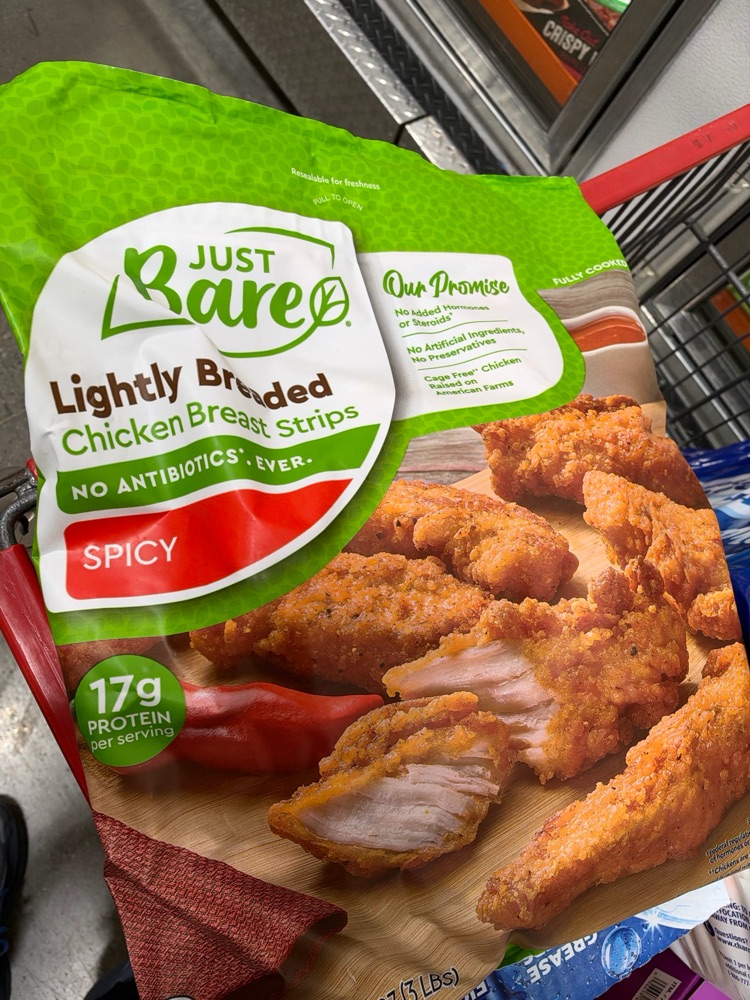 CRISPY
Resealable for freshness
PULL TO OPEN
JUST
Bare®
Lightly Breaded
Chicken Breast Strips
NO ANTIBIOTICS*. EVER.
SPICY
Our Promise
No Added Hormones
or Steroids*
No Artificial Ingredients,
No Preservatives
Cage Free** Chicken
Raised on
American Farms
FULLY COOKED
17g
PROTEIN
per serving
(3 LBS)
GREASE